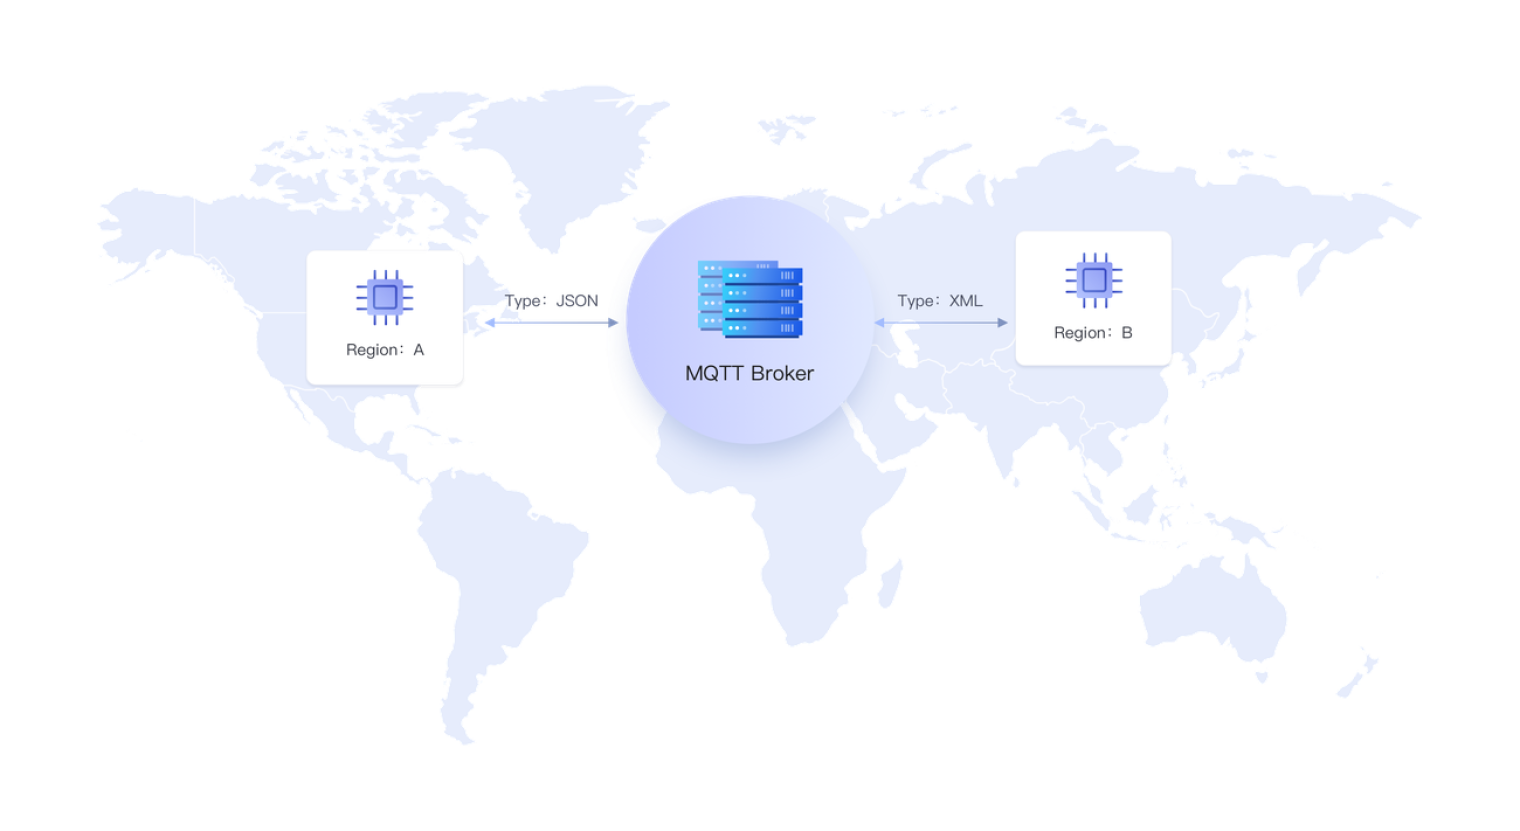 Type：JSON
Type：XML
Region：A
Region：B
MQTT Broker